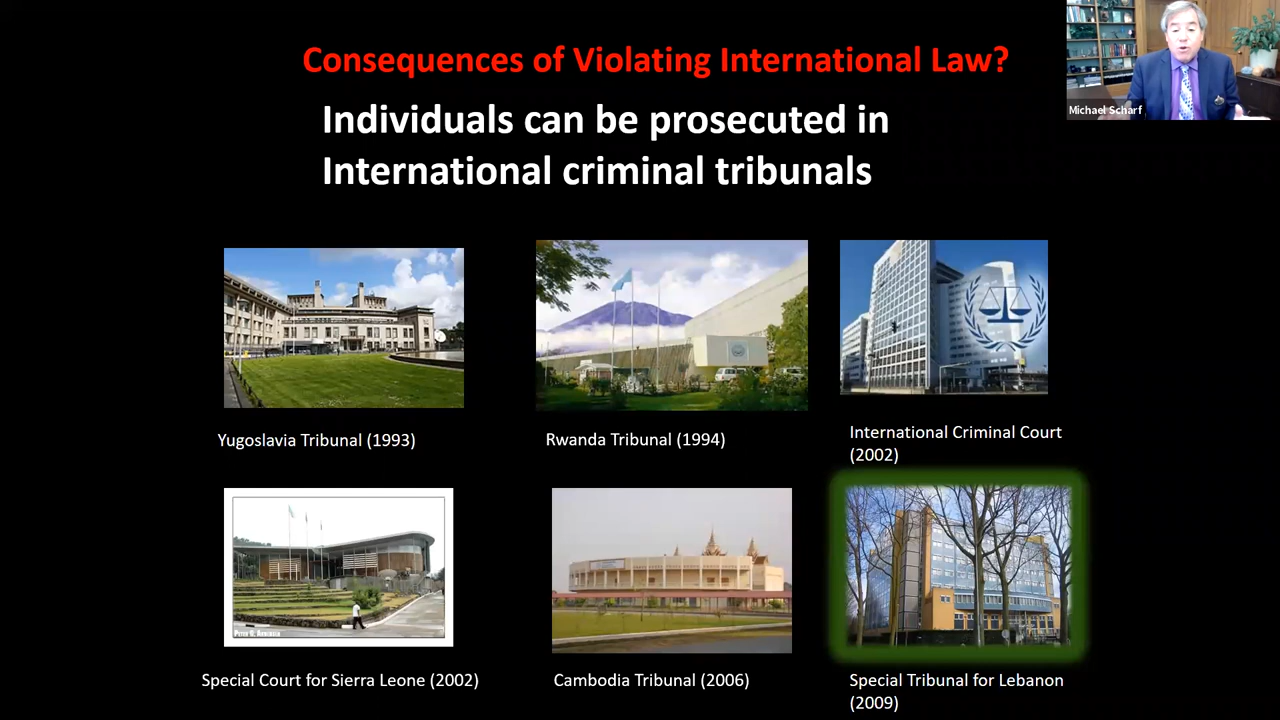 Consequences of Violating International Law?
Michael Scharf
Individuals can be prosecuted in
International criminal tribunals
Yugoslavia Tribunal (1993)
Rwanda Tribunal (1994)
International Criminal Court
(2002)
Special Court for Sierra Leone (2002)
Cambodia Tribunal (2006)
Special Tribunal for Lebanon
(2009)